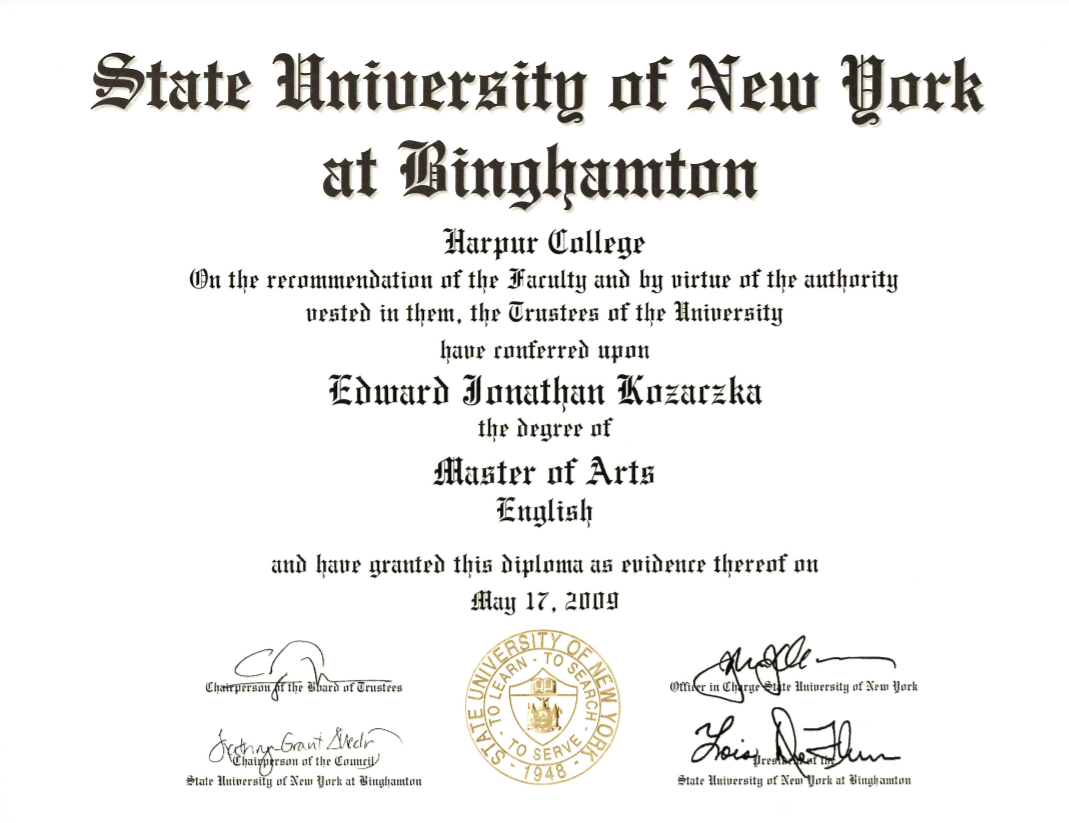 State University of New York
at Binghamton
Harpur College
On the recommendation of the Faculty and by virtue of the authority
vested in them, the Trustees of the University
have conferred upon
Edward Jonathan Kozaczka
the degree of
Master of Arts
English
and have granted this diploma as evidence thereof on
May 17, 2009
Chairperson of the Board of Trustees
Officer in Charge State University of New York
STATE UNIVERSITY OF NEW YORK
TO LEARN - TO SEARCH - TO SERVE
- 1948 -
Grant
Chairperson of the Council
State University of New York at Binghamton
Lois
President of the
State University of New York at Binghamton